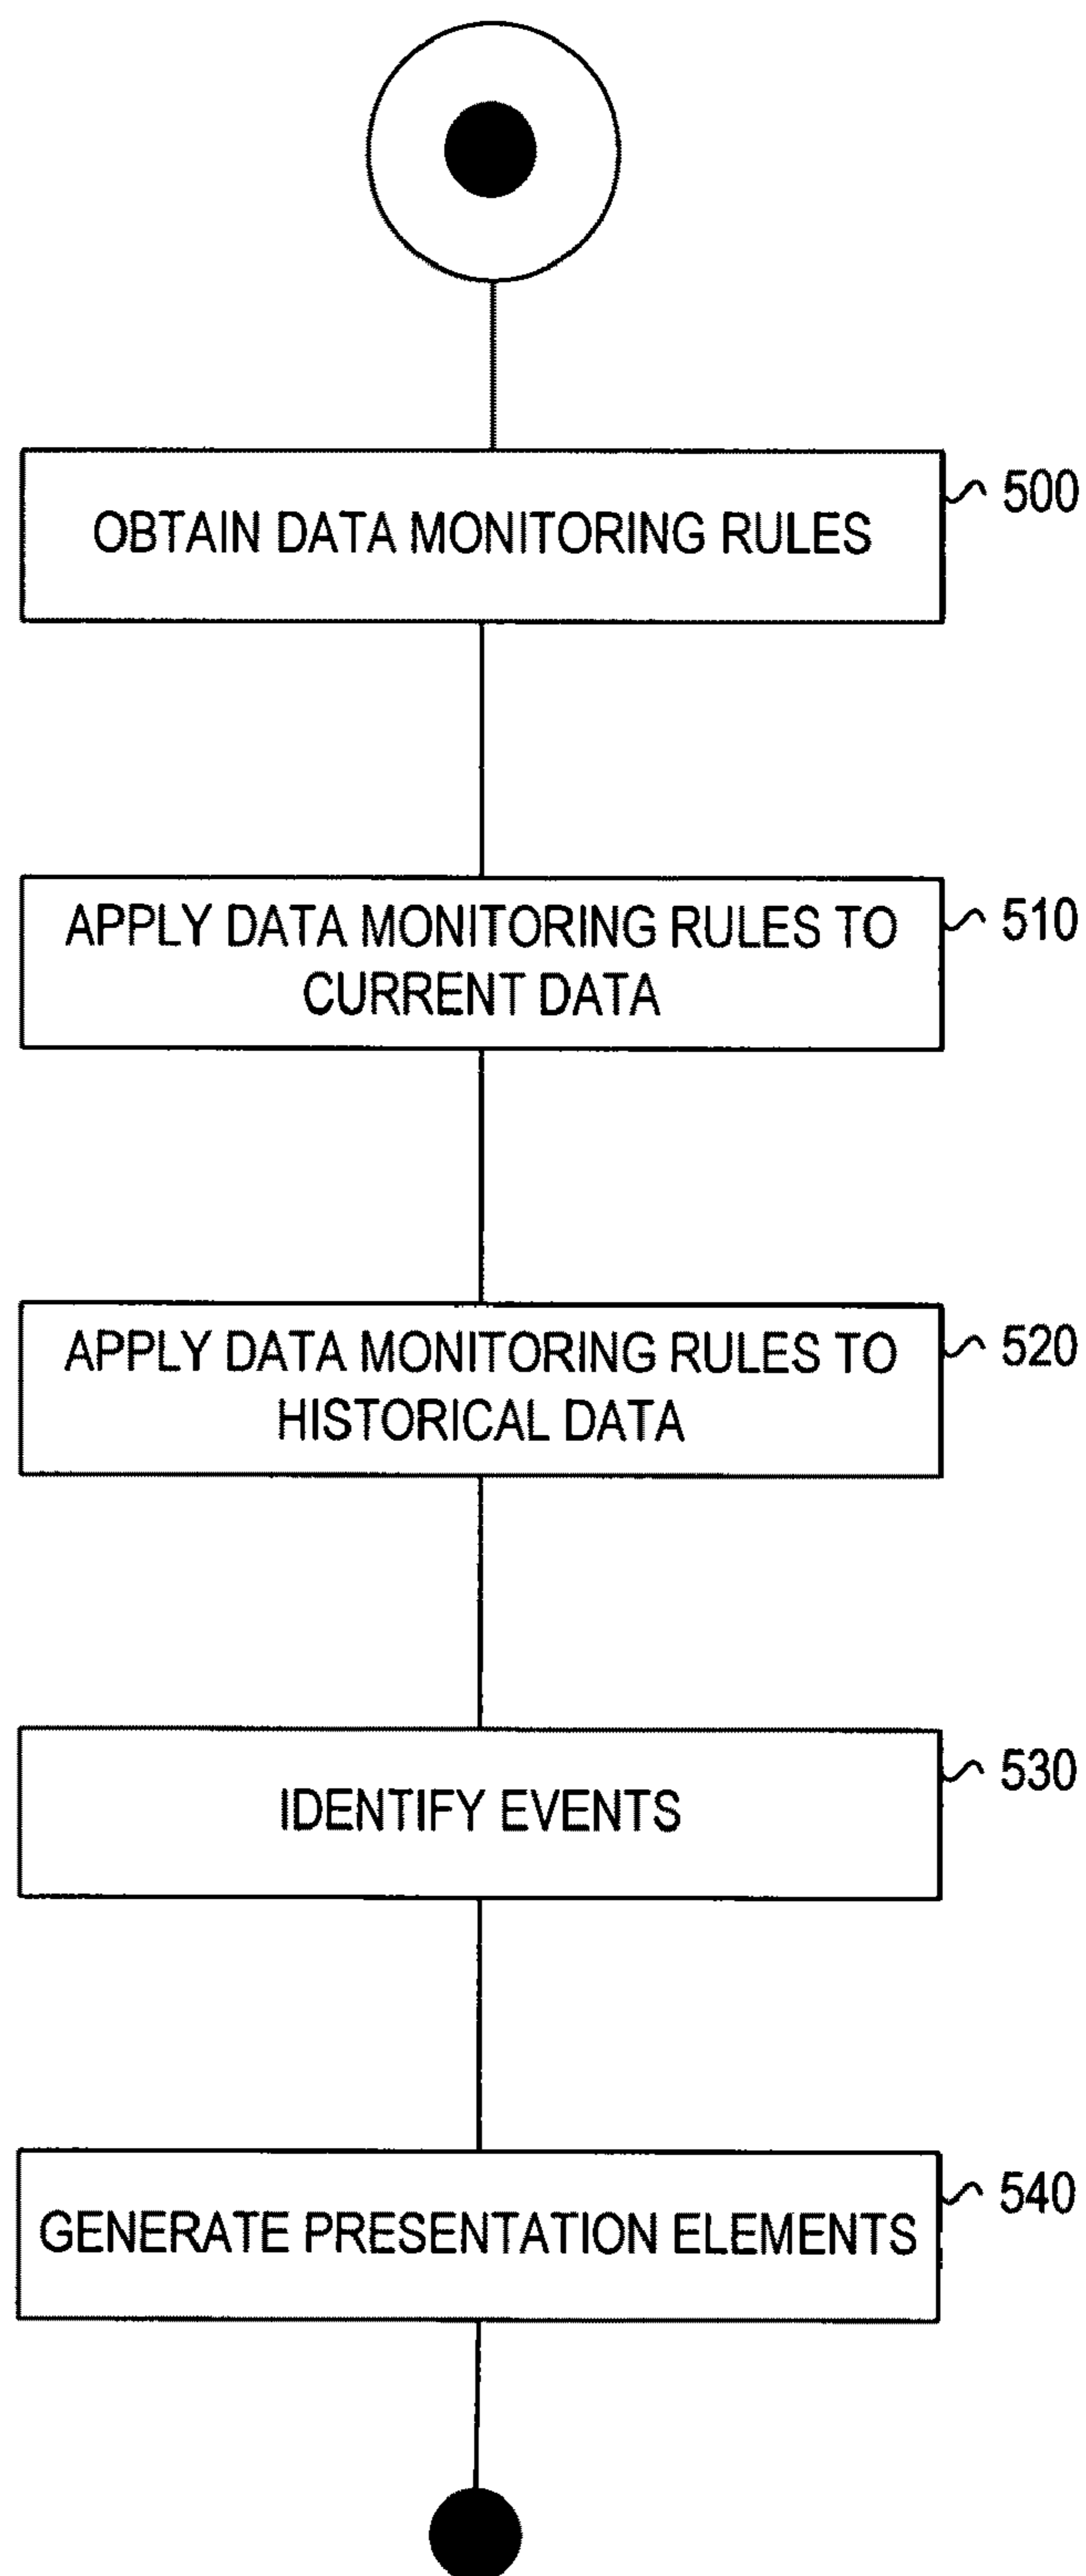 OBTAIN DATA MONITORING RULES
500
APPLY DATA MONITORING RULES TO
CURRENT DATA
510
APPLY DATA MONITORING RULES TO
HISTORICAL DATA
520
IDENTIFY EVENTS
530
GENERATE PRESENTATION ELEMENTS
540